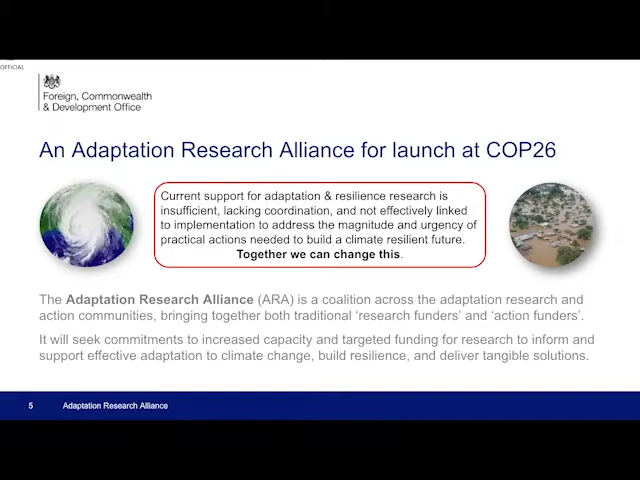 OFFICIAL
Foreign, Commonwealth
& Development Office
An Adaptation Research Alliance for launch at COP26
Current support for adaptation & resilience research is
insufficient, lacking coordination, and not effectively linked
to implementation to address the magnitude and urgency of
practical actions needed to build a climate resilient future.
Together we can change this.
The Adaptation Research Alliance (ARA) is a coalition across the adaptation research and
action communities, bringing together both traditional ‘research funders’ and ‘action funders’.
It will seek commitments to increased capacity and targeted funding for research to inform and
support effective adaptation to climate change, build resilience, and deliver tangible solutions.
5 Adaptation Research Alliance